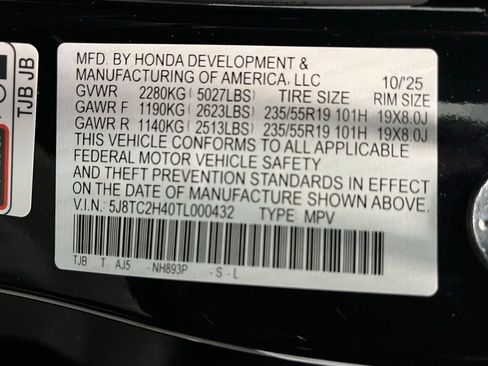 MFD. BY HONDA DEVELOPMENT &
MANUFACTURING OF AMERICA, LLC 10/'25
GVWR 2280KG(5027LBS) TIRE SIZE RIM SIZE
GAWR F 1190KG(2623LBS)235/55R19 101H 19X8.0J
GAWR R 1140KG(2513LBS)235/55R19 101H 19X8.0J
THIS VEHICLE CONFORMS TO ALL APPLICABLE
FEDERAL MOTOR VEHICLE SAFETY
AND THEFT PREVENTION STANDARDS IN EFFECT
ON THE DATE OF MANUFACTURE SHOWN ABOVE.
V.I.N. 5J8TC2H40TL000432 TYPE: MPV
TJB T AJ5 -NH893P -S-L
TJB JB